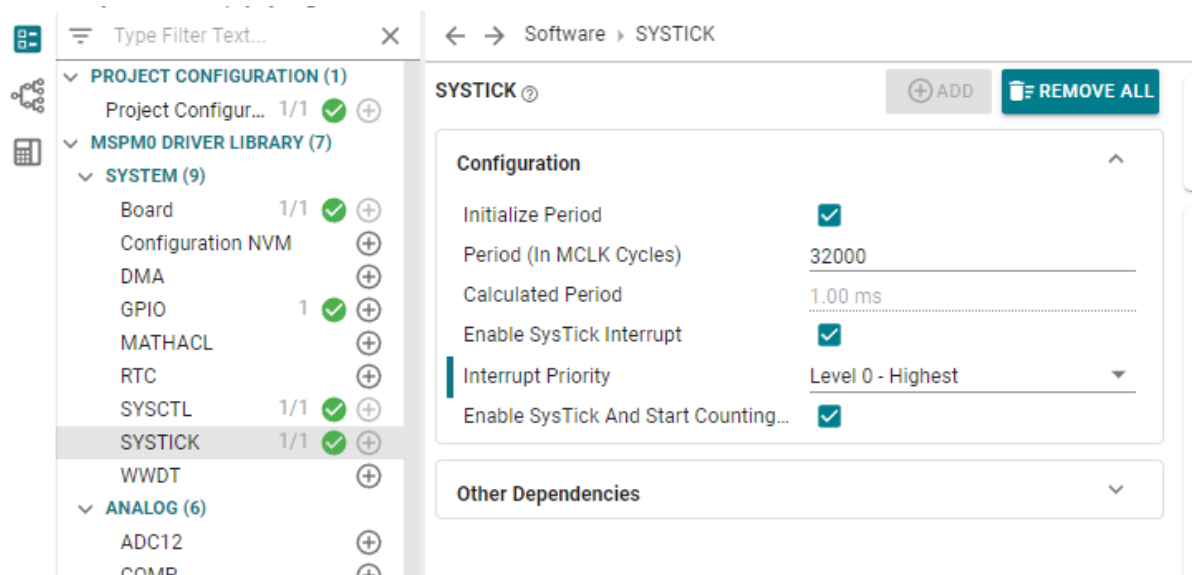 Type Filter Text...
PROJECT CONFIGURATION (1)
Project Configur... 1/1
MSPM0 DRIVER LIBRARY (7)
SYSTEM (9)
Board 1/1
Configuration NVM
DMA
GPIO 1
MATHACL
RTC
SYSCTL 1/1
SYSTICK 1/1
WWDT
ANALOG (6)
ADC12
COMP
Software SYSTICK
SYSTICK
ADD
REMOVE ALL
Configuration
Initialize Period
Period (In MCLK Cycles) 32000
Calculated Period 1.00 ms
Enable SysTick Interrupt
Interrupt Priority Level 0 - Highest
Enable SysTick And Start Counting...
Other Dependencies